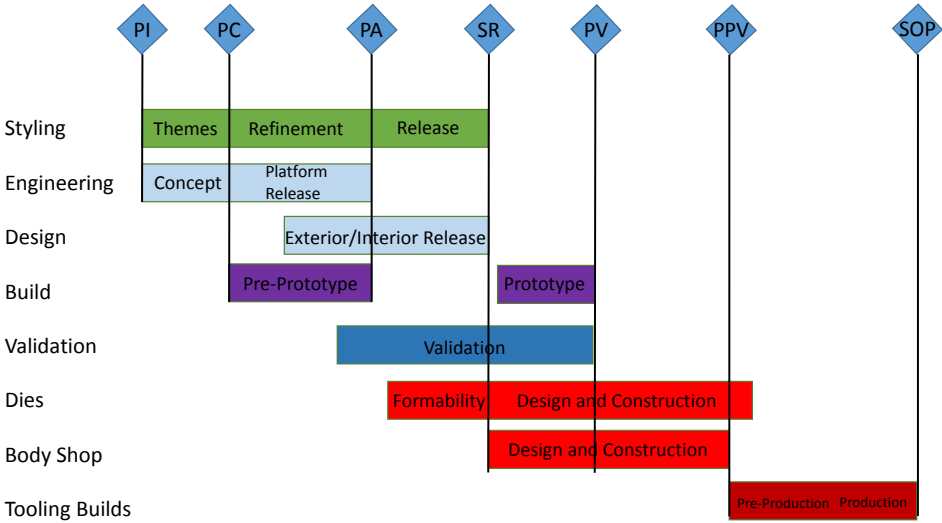 PI PC PA SR PV PPV SOP
Styling Themes Refinement Release
Engineering Concept Platform
Release
Design Exterior/Interior Release
Build Pre-Prototype Prototype
Validation Validation
Dies Formability Design and Construction
Body Shop Design and Construction
Tooling Builds Pre-Production Production